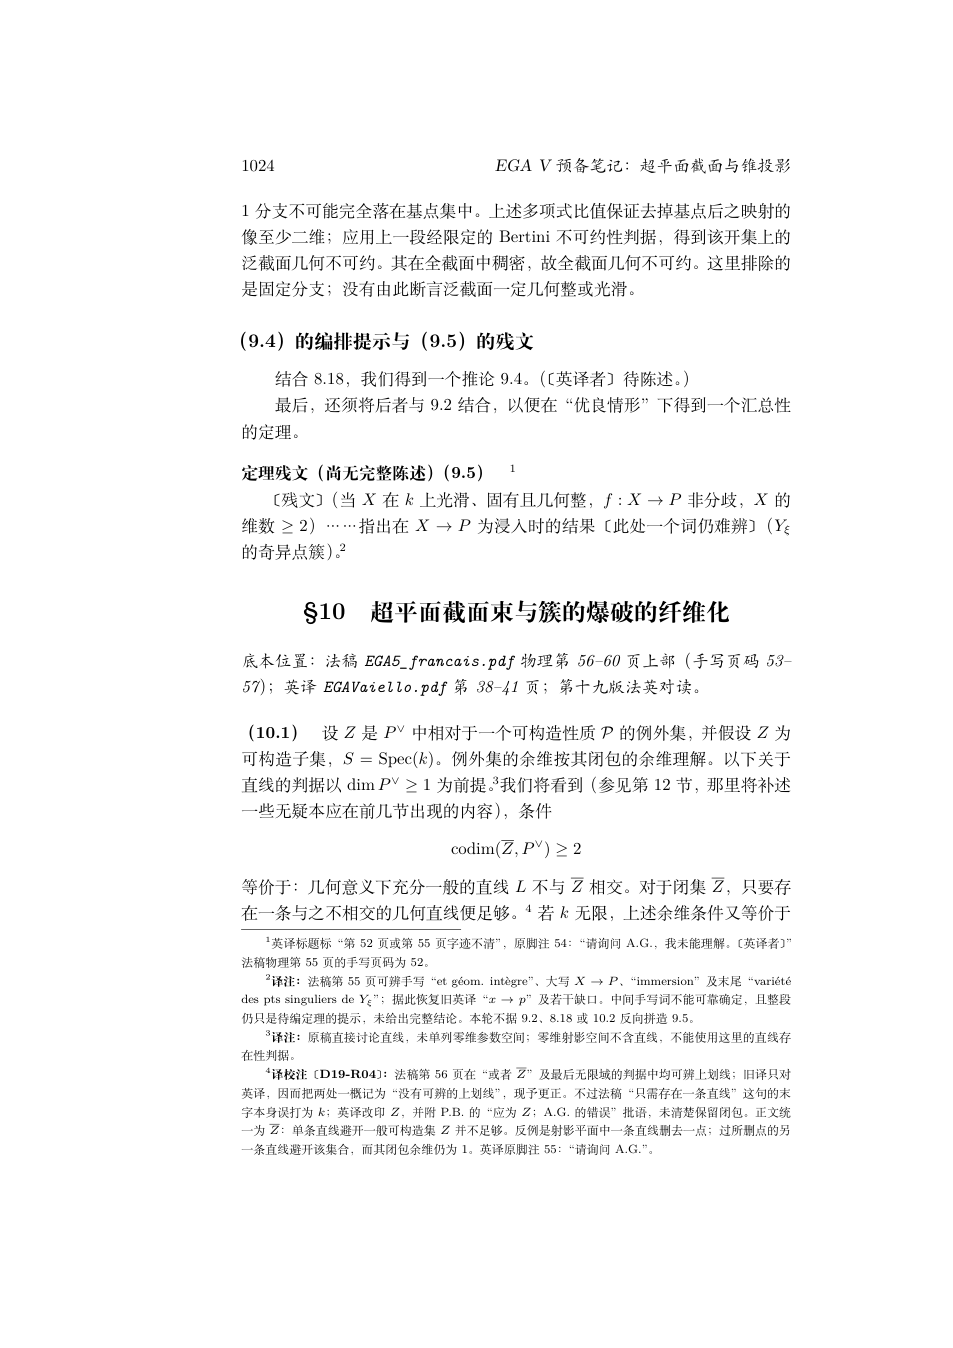 1024 EGA V 预备笔记：超平面截面与锥投影
1 分支不可能完全落在基点集中。上述多项式比值保证去掉基点后之映射的
像至少二维；应用上一段经限定的 Bertini 不可约性判据，得到该开集上的
泛截面几何不可约。其在全截面中稠密，故全截面几何不可约。这里排除的
是固定分支；没有由此断言泛截面一定几何整或光滑。
（9.4）的编排提示与（9.5）的残文
结合 8.18，我们得到一个推论 9.4。（〔英译者〕待陈述。）
最后，还须将后者与 9.2 结合，以便在“优良情形”下得到一个汇总性
的定理。
定理残文（尚无完整陈述）（9.5） 1
〔残文〕（当 X 在 k 上光滑、固有且几何整，f : X → P 非分歧，X 的
维数 ≥ 2）……指出在 X → P 为浸入时的结果〔此处一个词仍难辨〕（Yξ
的奇异点簇）。2
§10 超平面截面束与簇的爆破的纤维化
底本位置：法稿 EGA5_francais.pdf 物理第 56–60 页上部（手写页码 53–
57）；英译 EGAVaiello.pdf 第 38–41 页；第十九版法英对读。
（10.1） 设 Z 是 P∨ 中相对于一个可构造性质 𝒫 的例外集，并假设 Z 为
可构造子集，S = Spec(k)。例外集的余维按其闭包的余维理解。以下关于
直线的判据以 dim P∨ ≥ 1 为前提。3我们将看到（参见第 12 节，那里将补述
一些无疑本应在前几节出现的内容），条件
codim(Z̅, P∨) ≥ 2
等价于：几何意义下充分一般的直线 L 不与 Z̅ 相交。对于闭集 Z̅，只要存
在一条与之不相交的几何直线便足够。4 若 k 无限，上述余维条件又等价于
1英译标题标“第 52 页或第 55 页字迹不清”，原脚注 54：“请询问 A.G.，我未能理解。〔英译者〕”
法稿物理第 55 页的手写页码为 52。
2译注：法稿第 55 页可辨手写“et géom. intègre”、大写 X → P、“immersion”及末尾“variété
des pts singuliers de Yξ”；据此恢复旧英译“x → p”及若干缺口。中间手写词不能可靠确定，且整段
仍只是待编定理的提示，未给出完整结论。本轮不据 9.2、8.18 或 10.2 反向拼造 9.5。
3译注：原稿直接讨论直线，未单列零维参数空间；零维射影空间不含直线，不能使用这里的直线存
在性判据。
4译校注〔D19-R04〕：法稿第 56 页在“或者 Z̅”及最后无限域的判据中均可辨上划线；旧译只对
英译，因而把两处一概记为“没有可辨的上划线”，现予更正。不过法稿“只需存在一条直线”这句的末
字本身误打为 k；英译改印 Z，并附 P.B. 的“应为 Z；A.G. 的错误”批语，未清楚保留闭包。正文统
一为 Z̅：单条直线避开一般可构造集 Z 并不足够。反例是射影平面中一条直线删去一点；过所删点的另
一条直线避开该集合，而其闭包余维仍为 1。英译原脚注 55：“请询问 A.G.”。